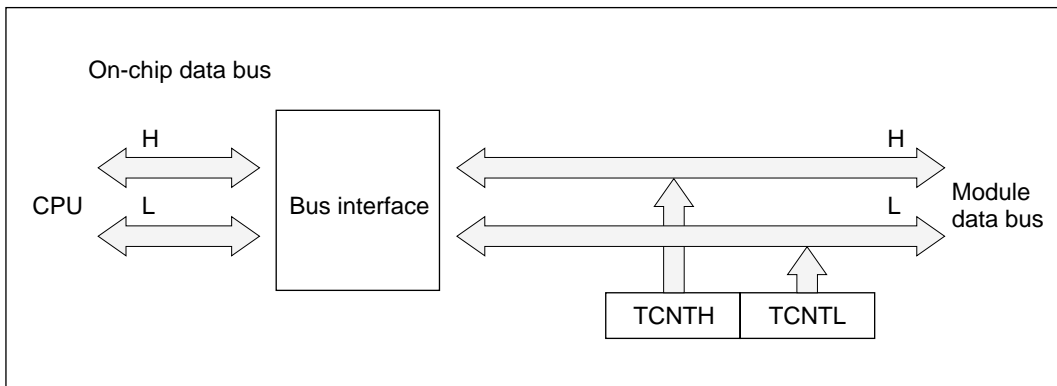 On-chip data bus
H
H
CPU
L
Bus interface
L
Module
data bus
TCNTH
TCNTL